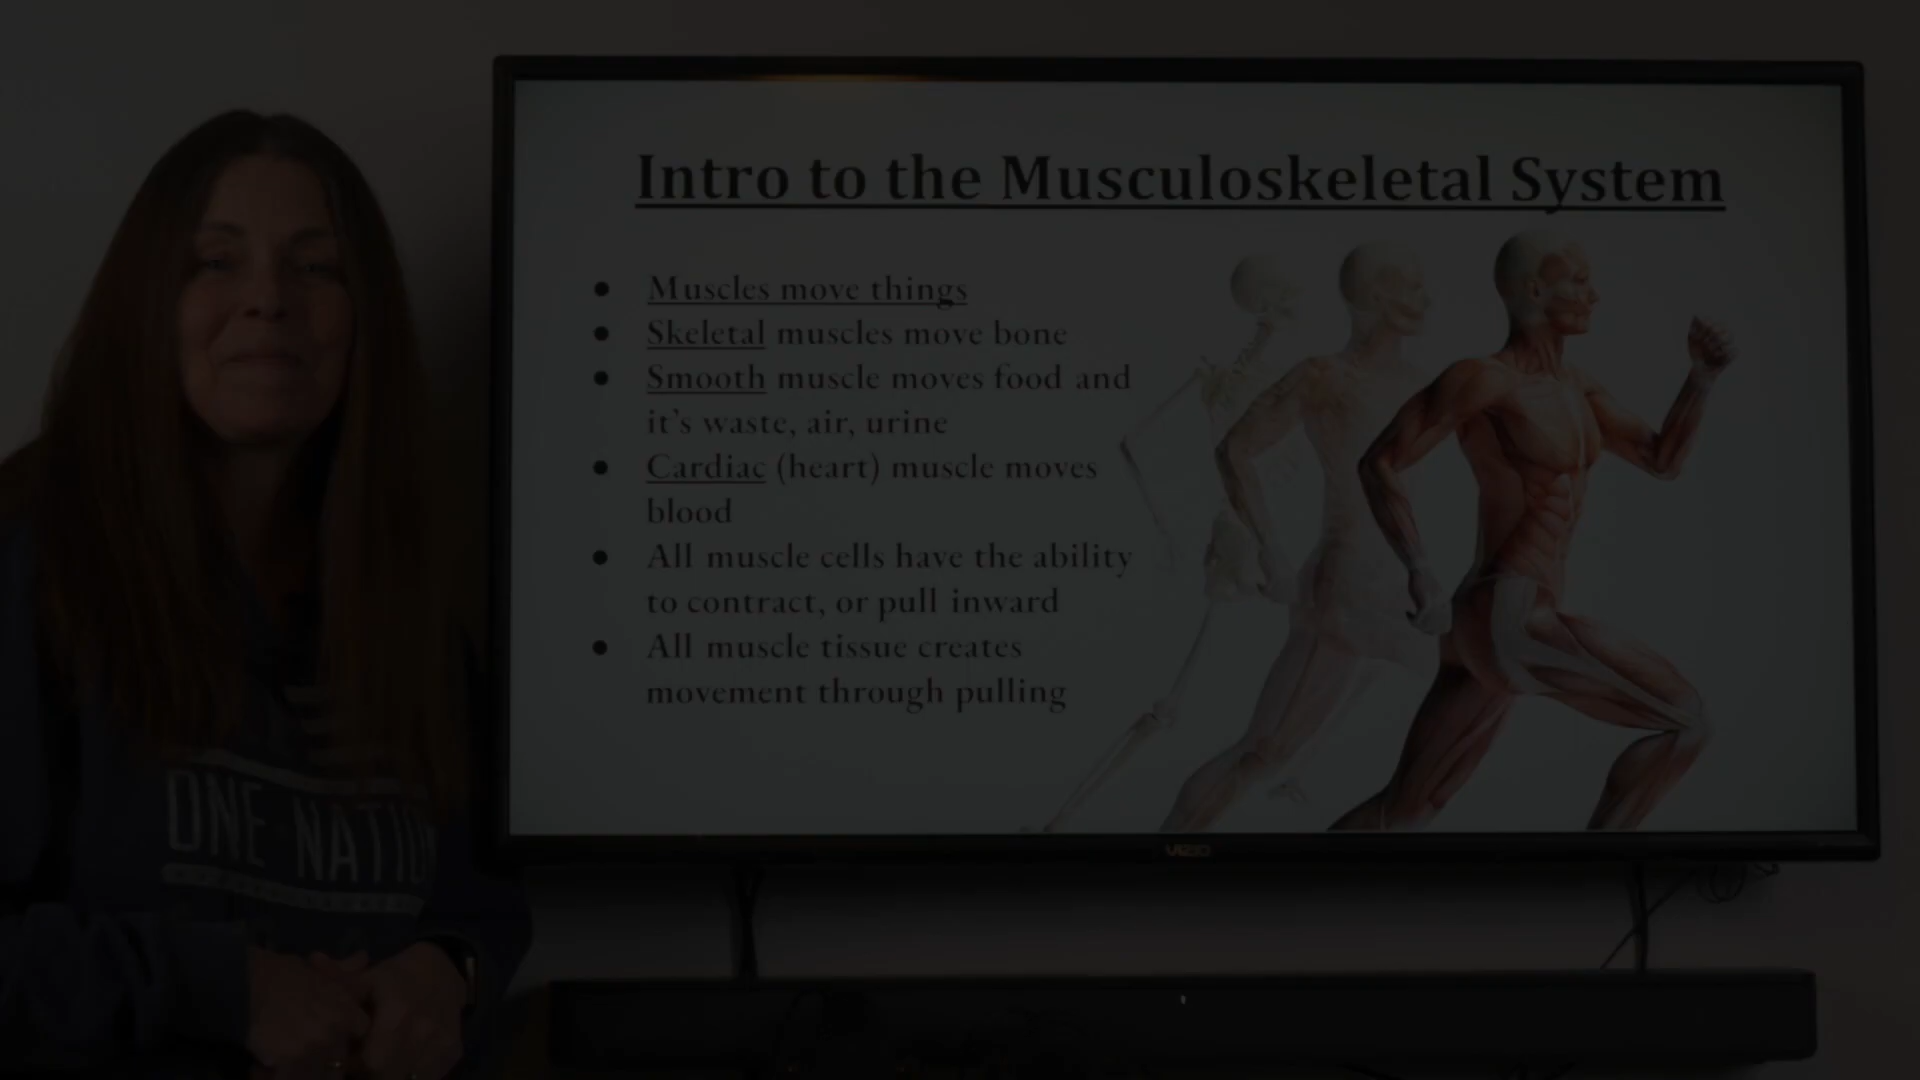 Intro to the Musculoskeletal System
Muscles move things
Skeletal muscles move bone
Smooth muscle moves food and
it's waste, air, urine
Cardiac (heart) muscle moves
blood
All muscle cells have the ability
to contract, or pull inward
All muscle tissue creates
movement through pulling
VIZIO
ONE NATION